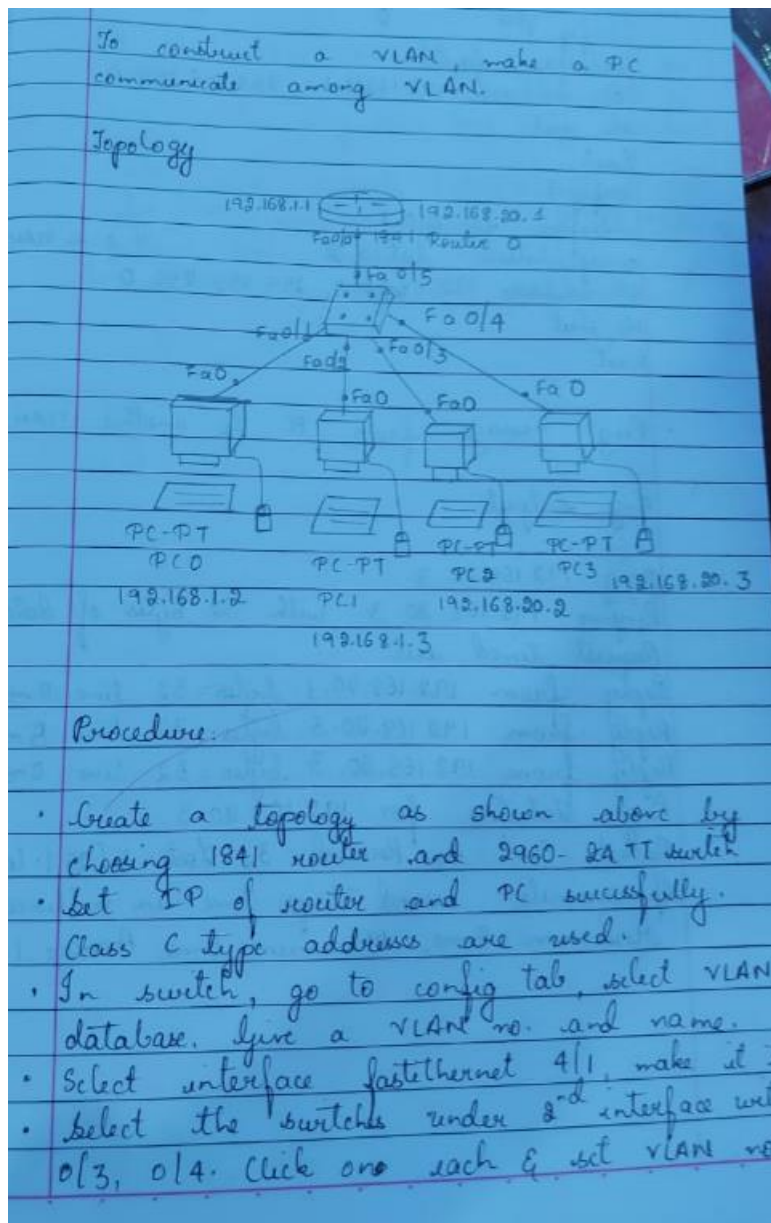 To construct a VLAN, make a PC
communicate among VLAN.
Topology
192.168.1.1
192.168.20.1
Fa0/0 1841 Router 0
Fa 0/5
Fa 0/4
Fa0/1
Fa0/3
Fa0
Fa0
Fa0
Fa 0
PC-PT
PC0
192.168.1.2
PC-PT
PC1
192.168.1.3
PC-PT
PC2
192.168.20.2
PC-PT
PC3
192.168.20.3
Procedure:
• Create a topology as shown above by
choosing 1841 router and 2960-24 TT switch
• Set IP of router and PC sucessfully.
Class C type addresses are used.
• In switch, go to config tab, select VLAN
database. Give a VLAN no. and name.
• Select interface fastethernet 4/1, make it
• select the switches under 2nd interface
0/3, 0/4. Click one each & set VLAN